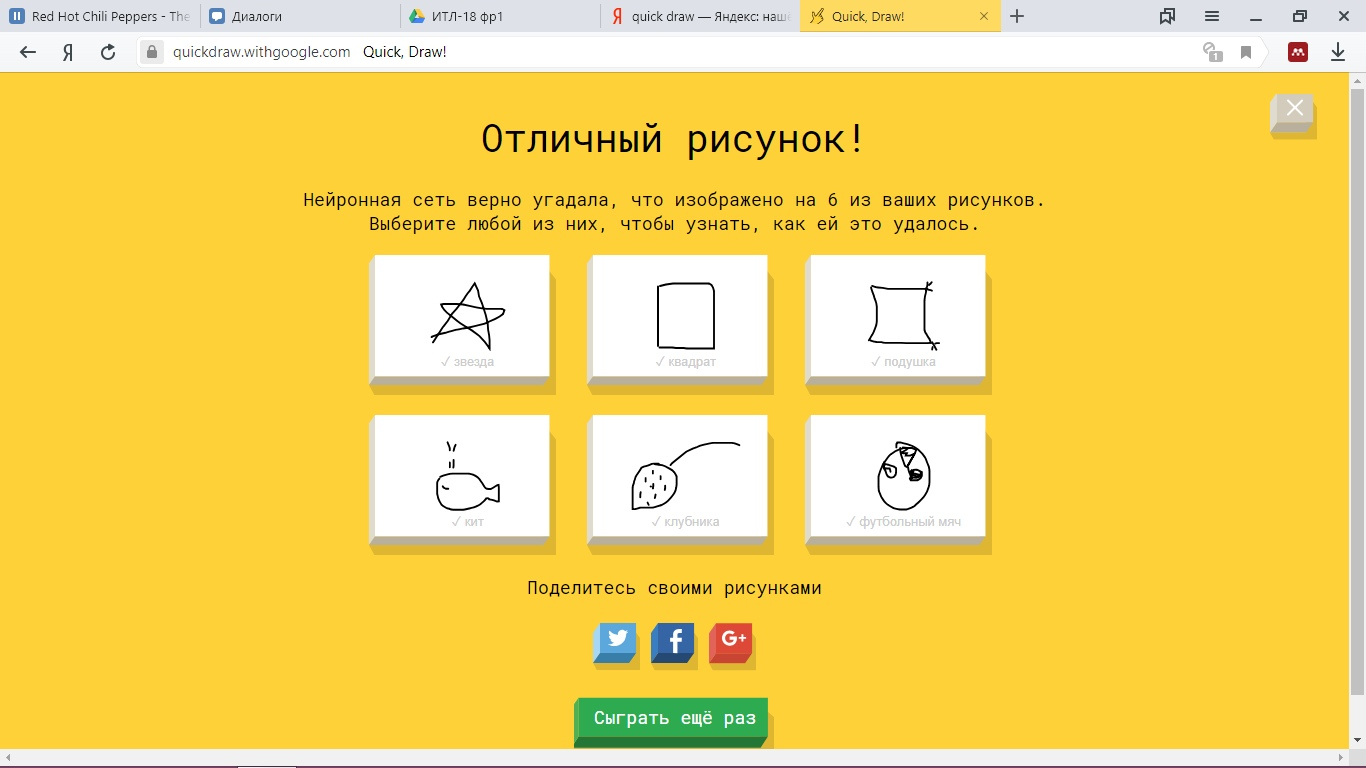 Red Hot Chili Peppers - The
Диалоги
ИТЛ-18 фр1
quick draw — Яндекс: наш
Quick, Draw!
quickdraw.withgoogle.com Quick, Draw!
1
Отличный рисунок!
Нейронная сеть верно угадала, что изображено на 6 из ваших рисунков.
Выберите любой из них, чтобы узнать, как ей это удалось.
✓ звезда
✓ квадрат
✓ подушка
✓ кит
✓ клубника
✓ футбольный мяч
Поделитесь своими рисунками
f
G+
Сыграть ещё раз